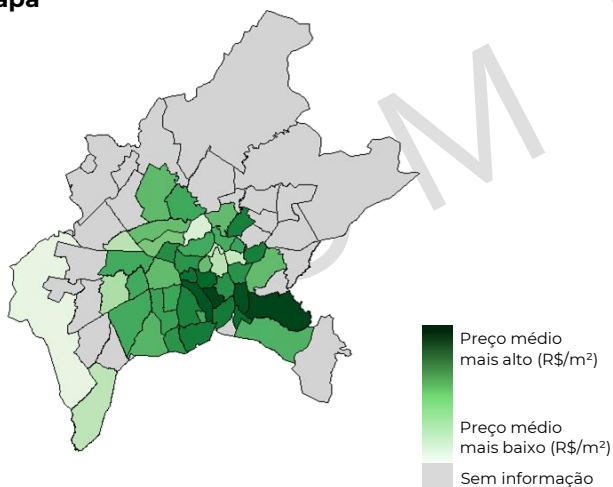 apa
M
Preço médio
mais alto (R$/m²)
Preço médio
mais baixo (R$/m²)
Sem informação